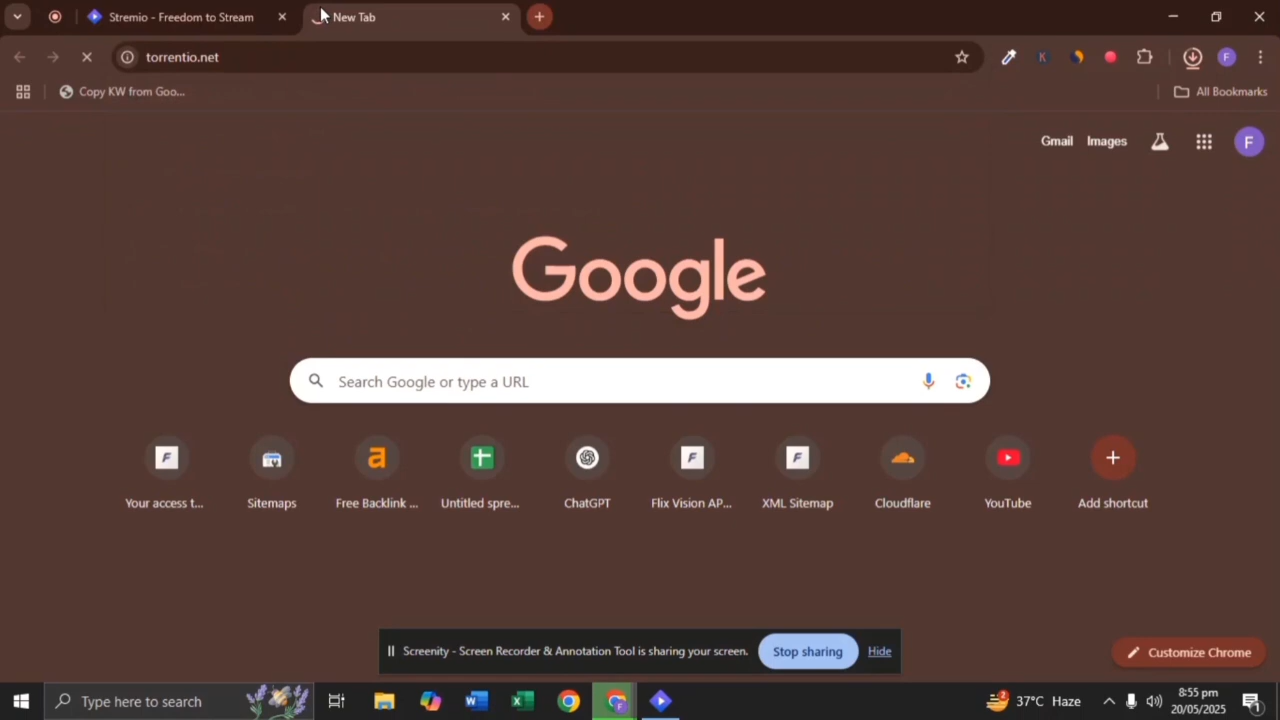 Stremio - Freedom to Stream
New Tab
torrentio.net
K
F
Copy KW from Goo...
All Bookmarks
Gmail
Images
F
Google
Search Google or type a URL
Your access t...
Sitemaps
Free Backlink ...
Untitled spre...
ChatGPT
Flix Vision AP...
XML Sitemap
Cloudflare
YouTube
Add shortcut
Screenity - Screen Recorder & Annotation Tool is sharing your screen.
Stop sharing
Hide
Customize Chrome
Type here to search
2
37°C Haze
8:55 pm
20/05/2025
1